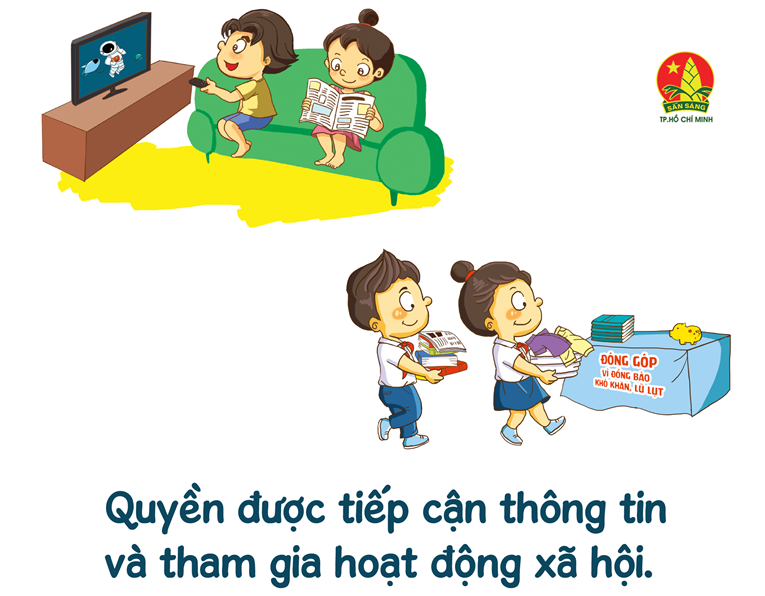 SẴN SÀNG
TP.HỒ CHÍ MINH
ĐÓNG GÓP
VÌ ĐỒNG BÀO
KHÓ KHĂN, LŨ LỤT
Quyền được tiếp cận thông tin
và tham gia hoạt động xã hội.